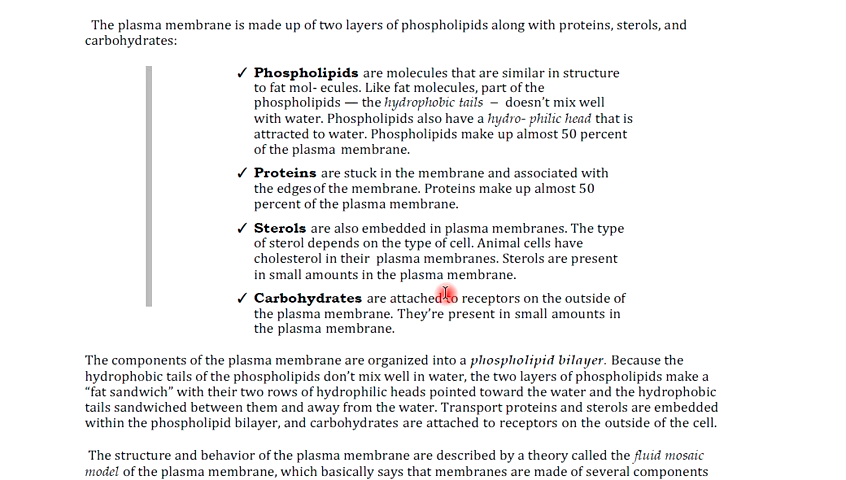 The plasma membrane is made up of two layers of phospholipids along with proteins, sterols, and
carbohydrates:
✓ Phospholipids are molecules that are similar in structure
to fat mol- ecules. Like fat molecules, part of the
phospholipids — the hydrophobic tails – doesn't mix well
with water. Phospholipids also have a hydro- philic head that is
attracted to water. Phospholipids make up almost 50 percent
of the plasma membrane.
✓ Proteins are stuck in the membrane and associated with
the edges of the membrane. Proteins make up almost 50
percent of the plasma membrane.
✓ Sterols are also embedded in plasma membranes. The type
of sterol depends on the type of cell. Animal cells have
cholesterol in their plasma membranes. Sterols are present
in small amounts in the plasma membrane.
✓ Carbohydrates are attached to receptors on the outside of
the plasma membrane. They're present in small amounts in
the plasma membrane.
The components of the plasma membrane are organized into a phospholipid bilayer. Because the
hydrophobic tails of the phospholipids don't mix well in water, the two layers of phospholipids make a
“fat sandwich” with their two rows of hydrophilic heads pointed toward the water and the hydrophobic
tails sandwiched between them and away from the water. Transport proteins and sterols are embedded
within the phospholipid bilayer, and carbohydrates are attached to receptors on the outside of the cell.
The structure and behavior of the plasma membrane are described by a theory called the fluid mosaic
model of the plasma membrane, which basically says that membranes are made of several components